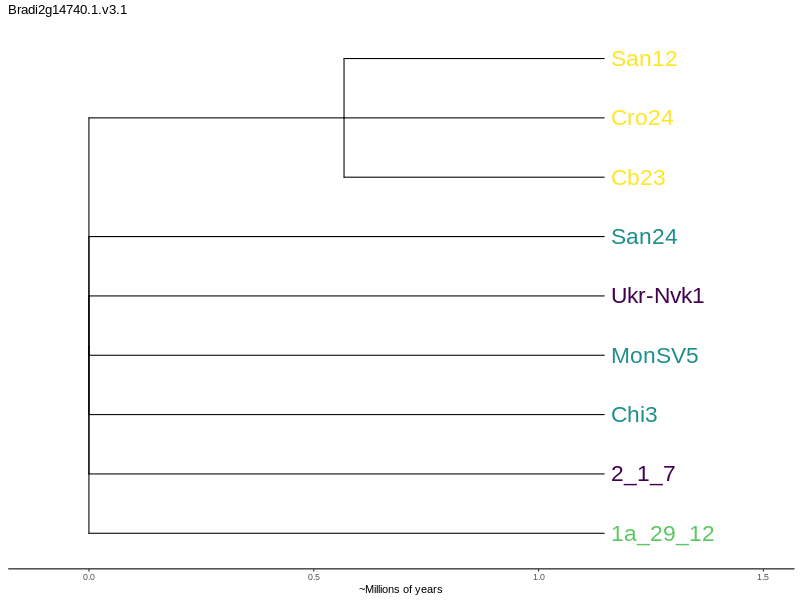 Bradi2g14740.1.v3.1
San12
Cro24
Cb23
San24
Ukr-Nvk1
MonSV5
Chi3
2_1_7
1a_29_12
0.0 0.5 1.0 1.5
~Millions of years